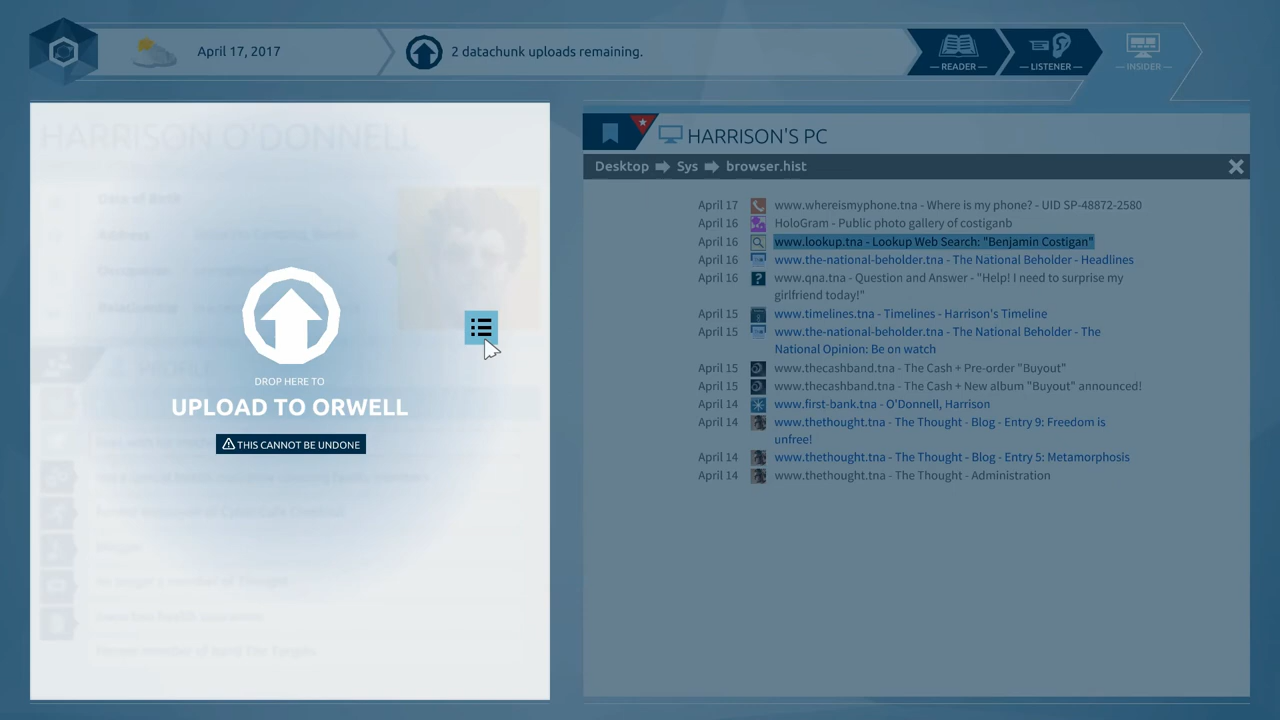 April 17, 2017
2 datachunk uploads remaining.
— READER —
— LISTENER —
— INSIDER —
HARRISON O'DONNELL
Date of Birth
Address
DROP HERE TO
UPLOAD TO ORWELL
THIS CANNOT BE UNDONE
HARRISON'S PC
Desktop Sys browser.hist
April 17 www.whereismyphone.tna - Where is my phone? - UID SP-48872-2580
April 16 HoloGram - Public photo gallery of costiganb
April 16 www.lookup.tna - Lookup Web Search: "Benjamin Costigan"
April 16 www.the-national-beholder.tna - The National Beholder - Headlines
April 16 www.qna.tna - Question and Answer - "Help! I need to surprise my
girlfriend today!"
April 15 www.timelines.tna - Timelines - Harrison's Timeline
April 15 www.the-national-beholder.tna - The National Beholder - The
National Opinion: Be on watch
April 15 www.thecashband.tna - The Cash + Pre-order "Buyout"
April 15 www.thecashband.tna - The Cash + New album "Buyout" announced!
April 14 www.first-bank.tna - O'Donnell, Harrison
April 14 www.thethought.tna - The Thought - Blog - Entry 9: Freedom is
unfree!
April 14 www.thethought.tna - The Thought - Blog - Entry 5: Metamorphosis
April 14 www.thethought.tna - The Thought - Administration